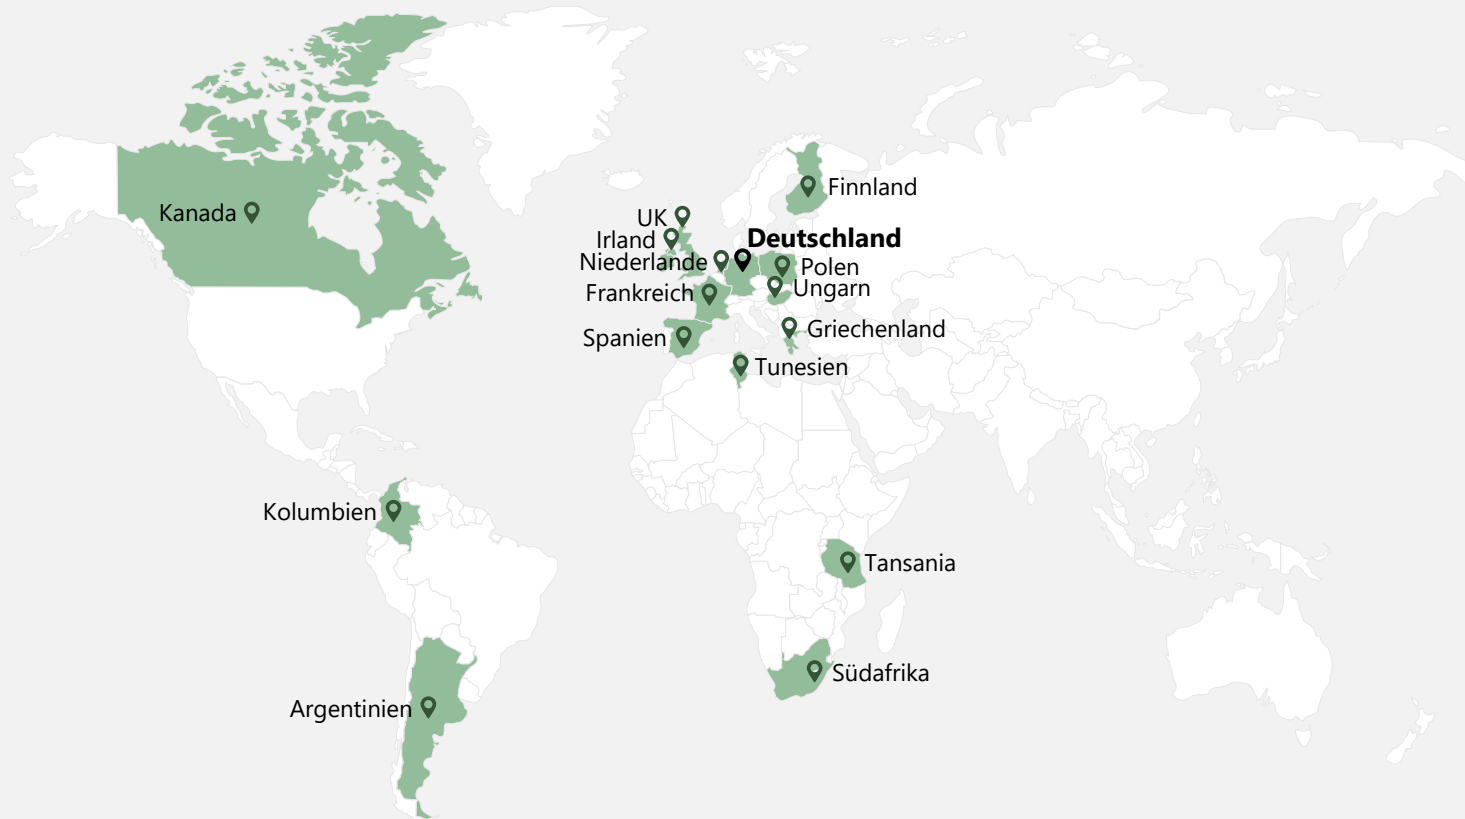 Finnland
Kanada
UK
Irland
Deutschland
Niederlande
Polen
Ungarn
Frankreich
Griechenland
Spanien
Tunesien
Kolumbien
Tansania
Südafrika
Argentinien